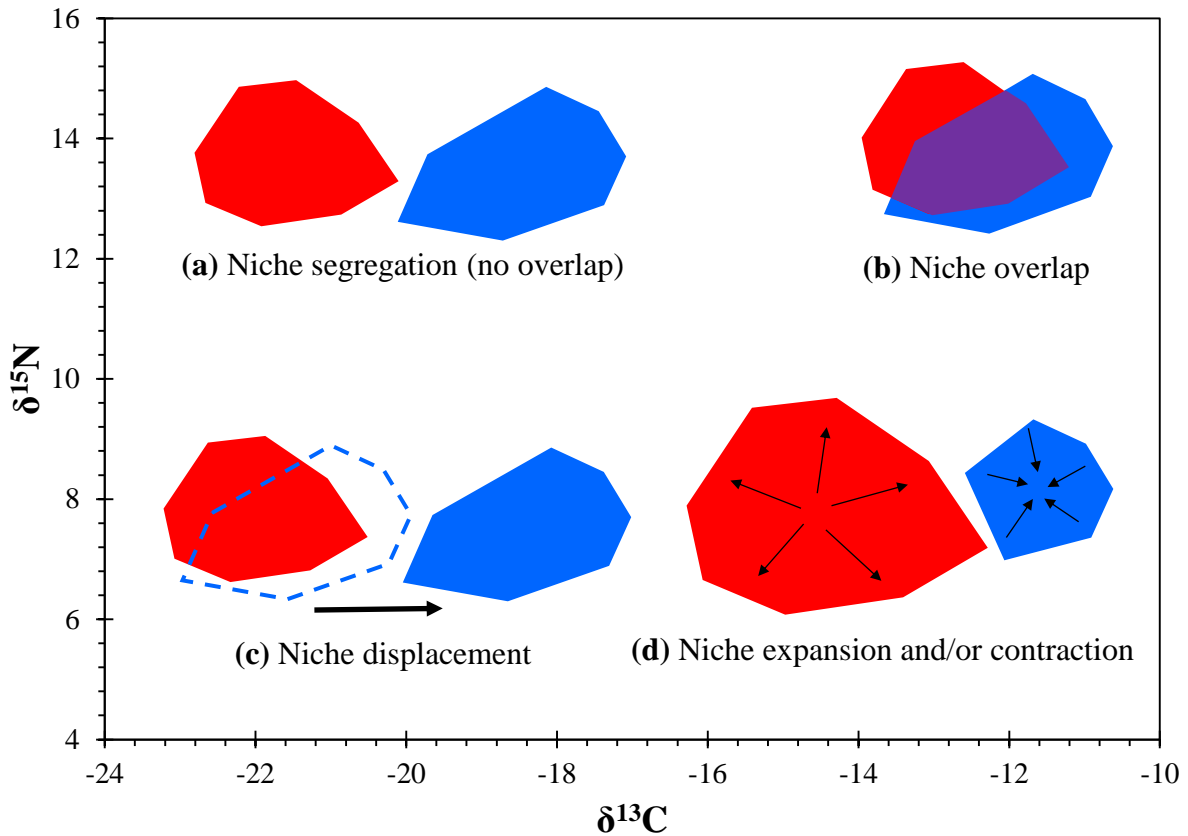 16
14
12
10
8
6
4
δ¹⁵N
(a) Niche segregation (no overlap)
(b) Niche overlap
(c) Niche displacement
(d) Niche expansion and/or contraction
-24 -22 -20 -18 -16 -14 -12 -10
δ¹³C